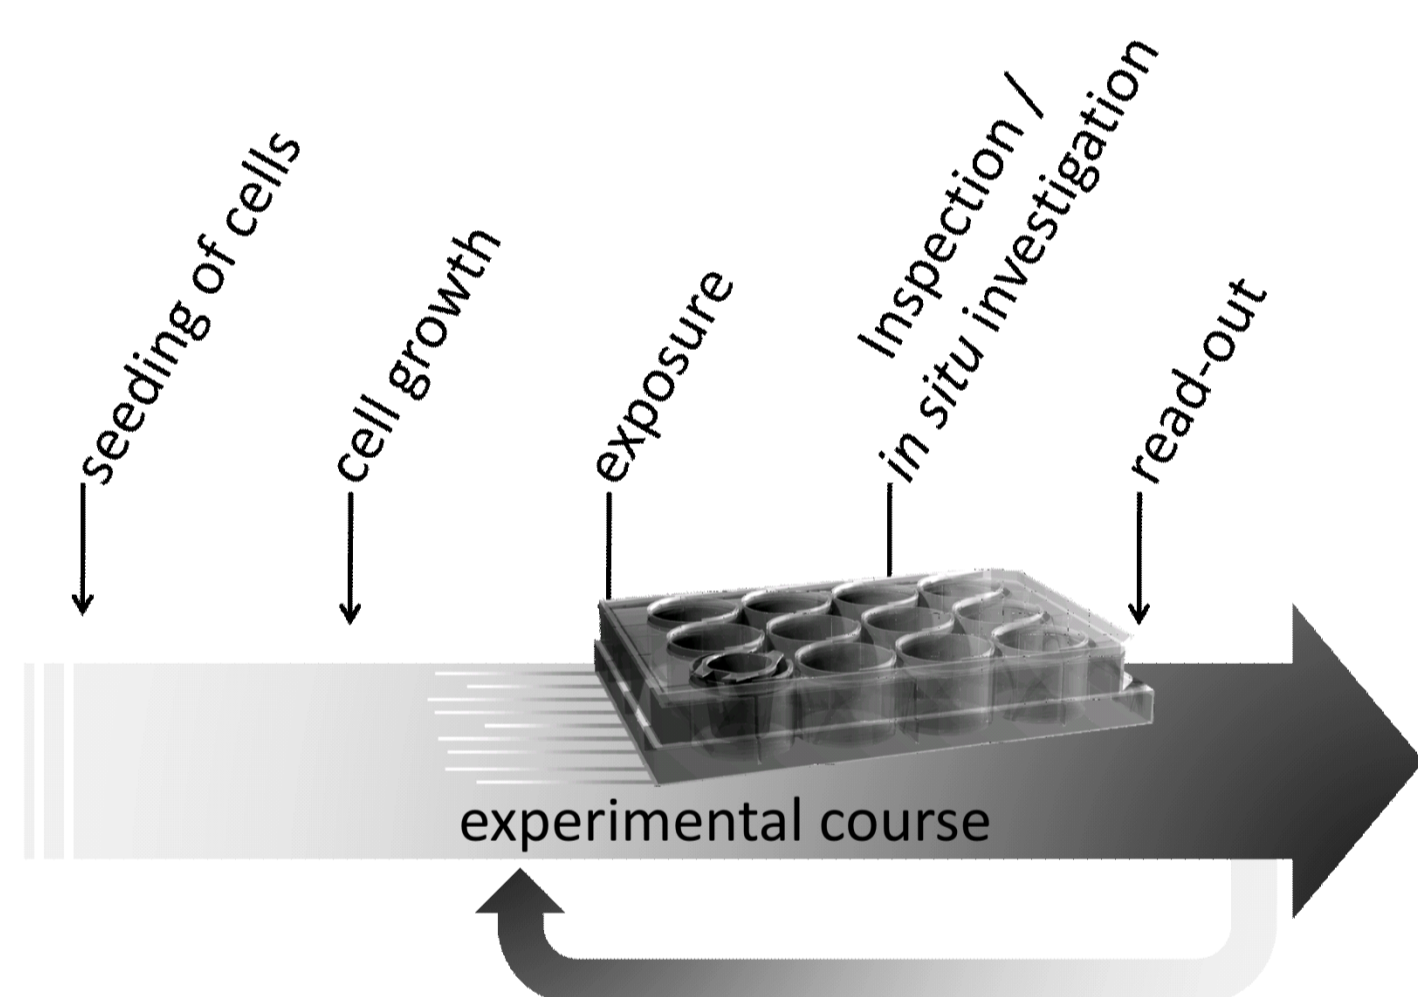 seeding of cells
cell growth
exposure
Inspection /
in situ investigation
read-out
experimental course